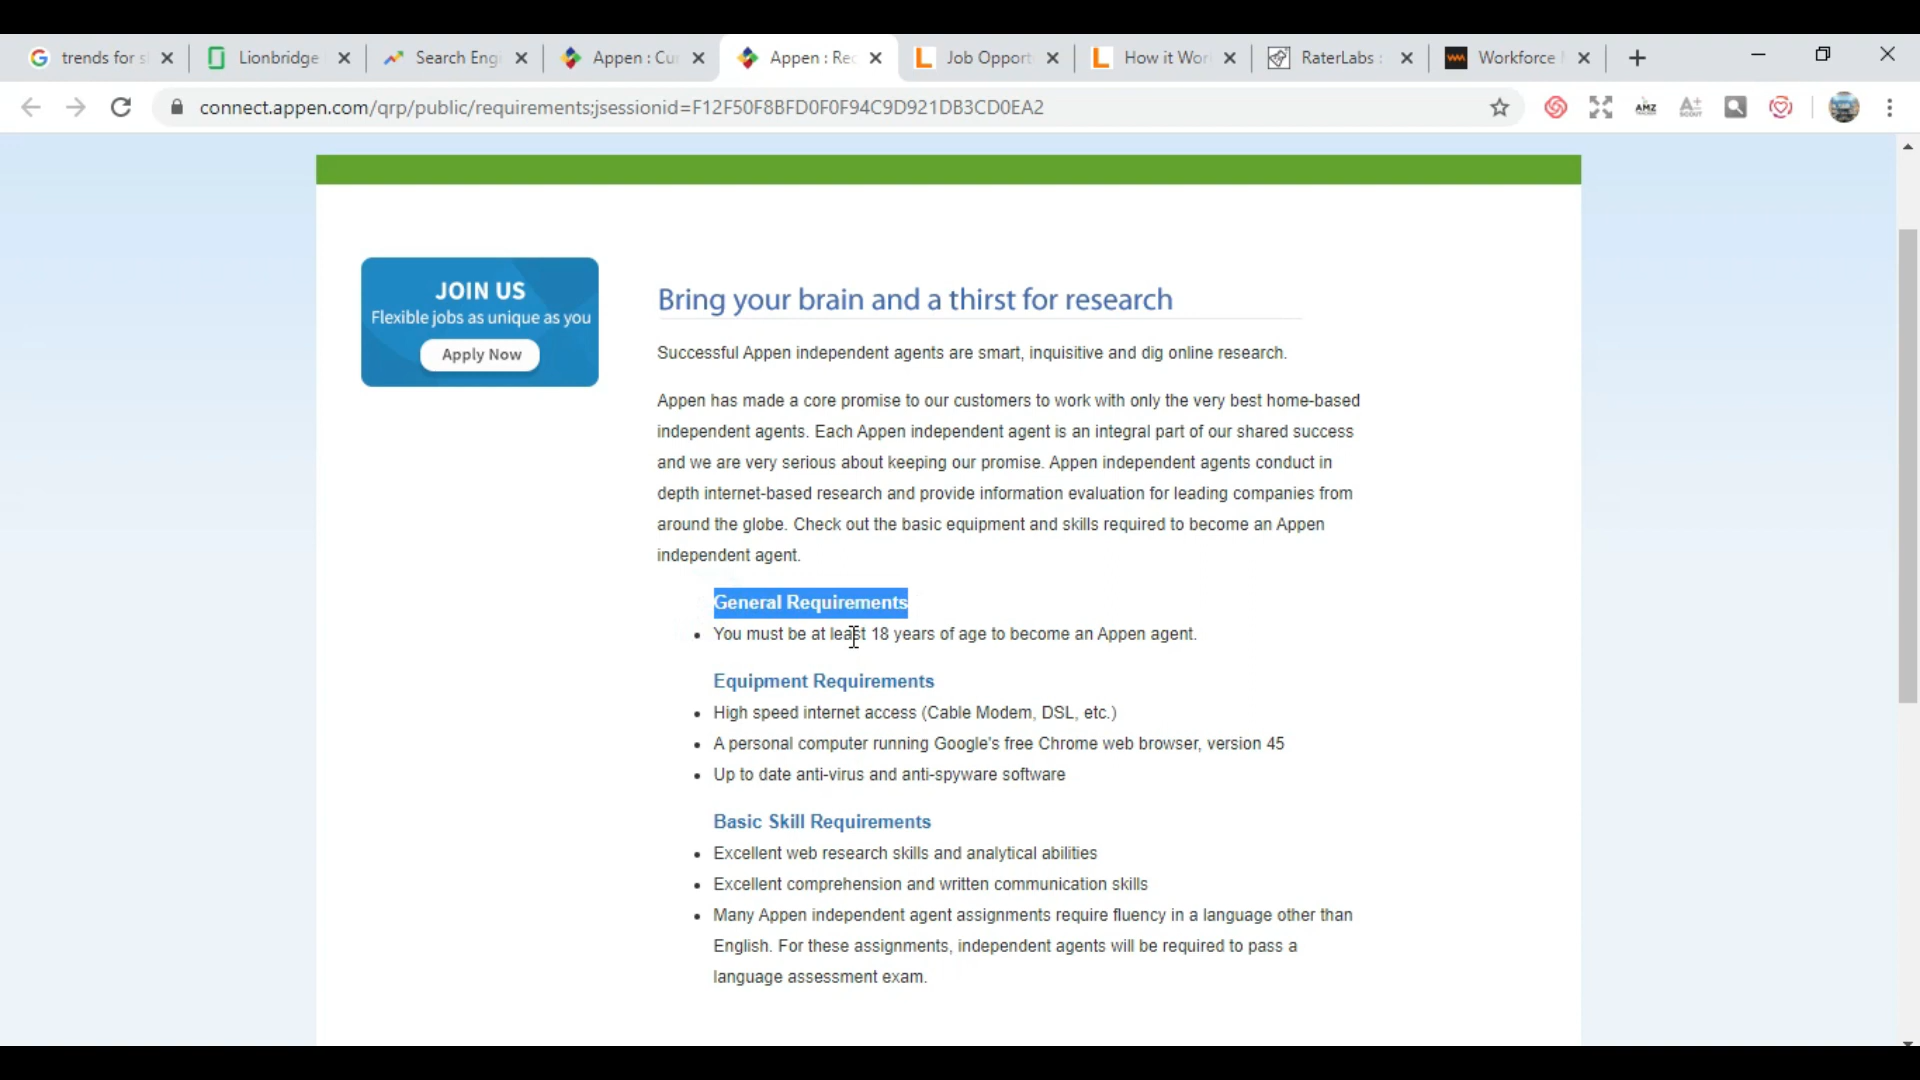 trends for s
Lionbridge
Search Eng
Appen : Cu
Appen : Rec
Job Opport
How it Wor
RaterLabs :
Workforce
connect.appen.com/qrp/public/requirements;jsessionid=F12F50F8BFD0F0F94C9D921DB3CD0EA2
JOIN US
Flexible jobs as unique as you
Apply Now
Bring your brain and a thirst for research
Successful Appen independent agents are smart, inquisitive and dig online research.
Appen has made a core promise to our customers to work with only the very best home-based
independent agents. Each Appen independent agent is an integral part of our shared success
and we are very serious about keeping our promise. Appen independent agents conduct in
depth internet-based research and provide information evaluation for leading companies from
around the globe. Check out the basic equipment and skills required to become an Appen
independent agent.
General Requirements
• You must be at least 18 years of age to become an Appen agent.
Equipment Requirements
• High speed internet access (Cable Modem, DSL, etc.)
• A personal computer running Google's free Chrome web browser, version 45
• Up to date anti-virus and anti-spyware software
Basic Skill Requirements
• Excellent web research skills and analytical abilities
• Excellent comprehension and written communication skills
• Many Appen independent agent assignments require fluency in a language other than
English. For these assignments, independent agents will be required to pass a
language assessment exam.